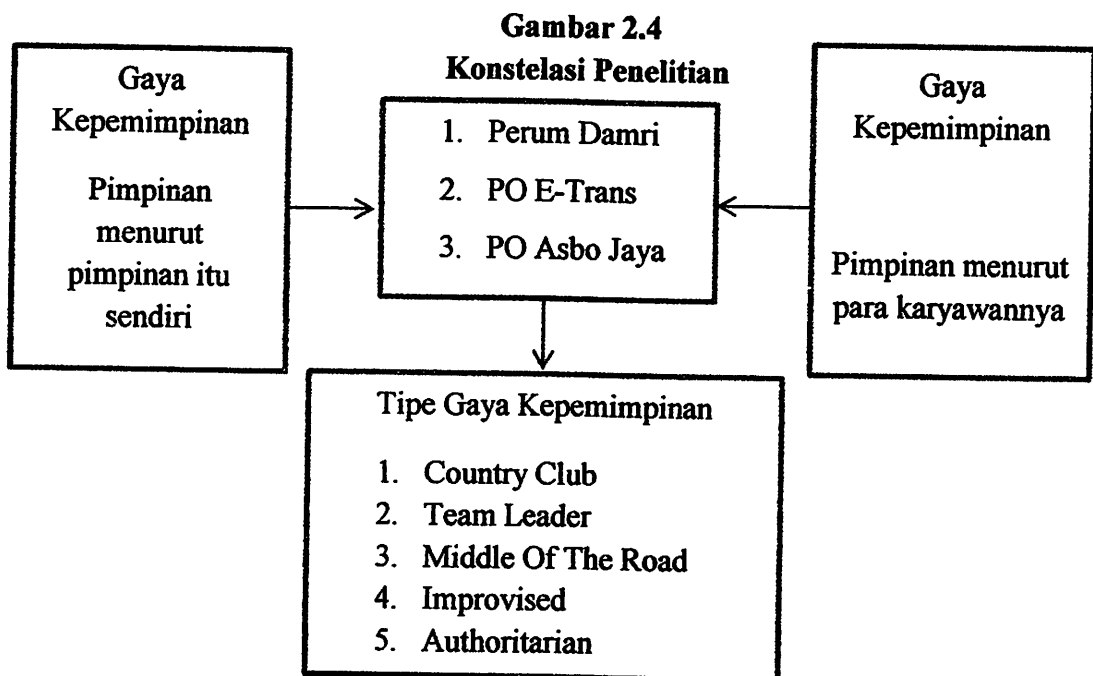 Gambar 2.4
Konstelasi Penelitian
Gaya
Kepemimpinan
Pimpinan
menurut
pimpinan itu
sendiri
1. Perum Damri
2. PO E-Trans
3. PO Asbo Jaya
Gaya
Kepemimpinan
Pimpinan menurut
para karyawannya
Tipe Gaya Kepemimpinan
1. Country Club
2. Team Leader
3. Middle Of The Road
4. Improvised
5. Authoritarian